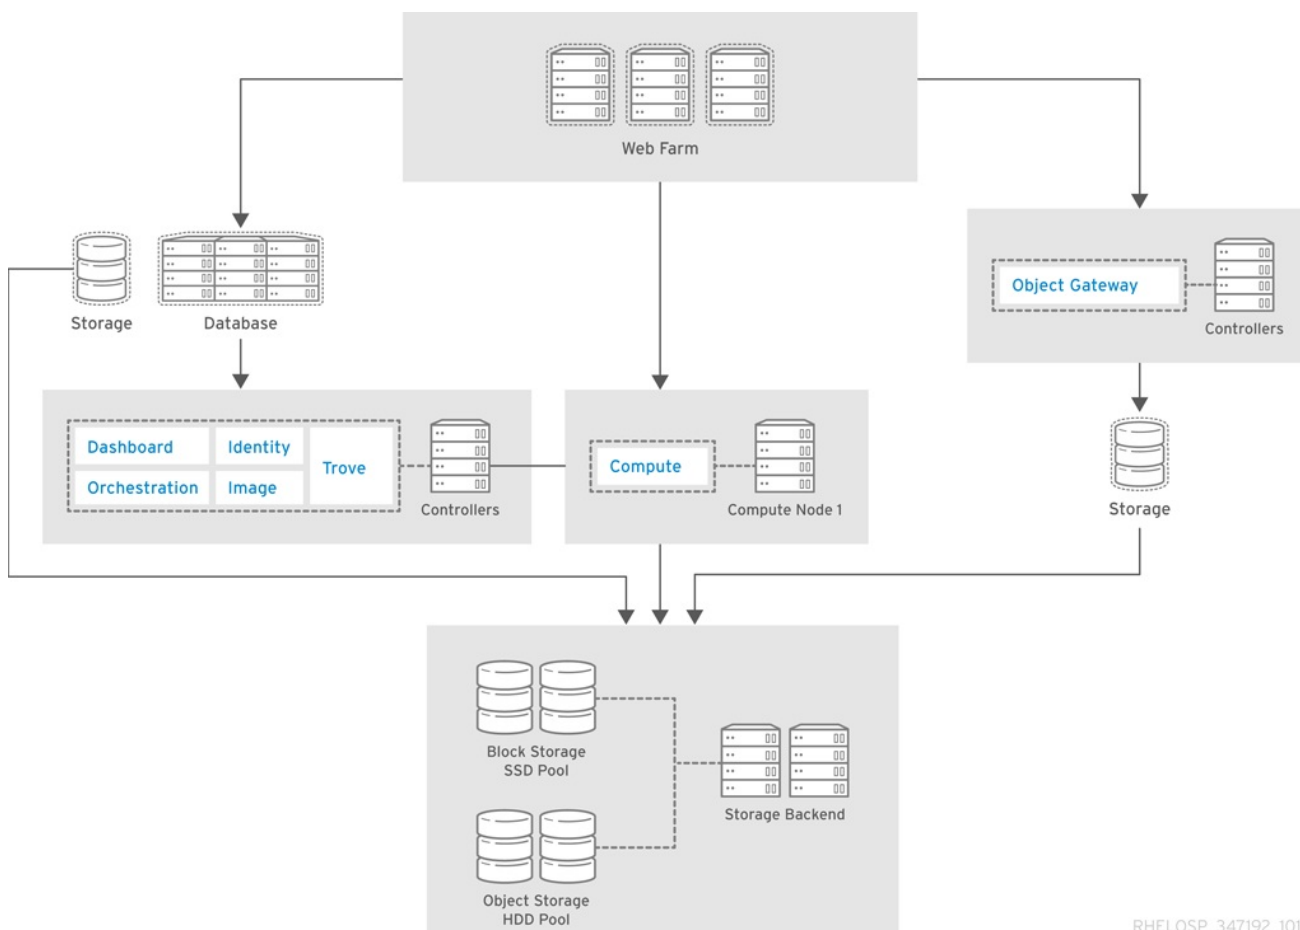 Web Farm
Storage
Database
Object Gateway
Controllers
Dashboard
Identity
Trove
Orchestration
Image
Controllers
Compute
Compute Node 1
Storage
Block Storage
SSD Pool
Storage Backend
Object Storage
HDD Pool
RHELOSP_347192_101